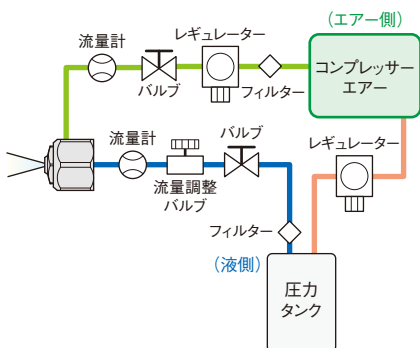 (エアー側)
レギュレーター
流量計
コンプレッサー
エアー
バルブ
フィルター
流量計
バルブ
レギュレーター
流量調整
バルブ
フィルター
(液側)
圧力
タンク